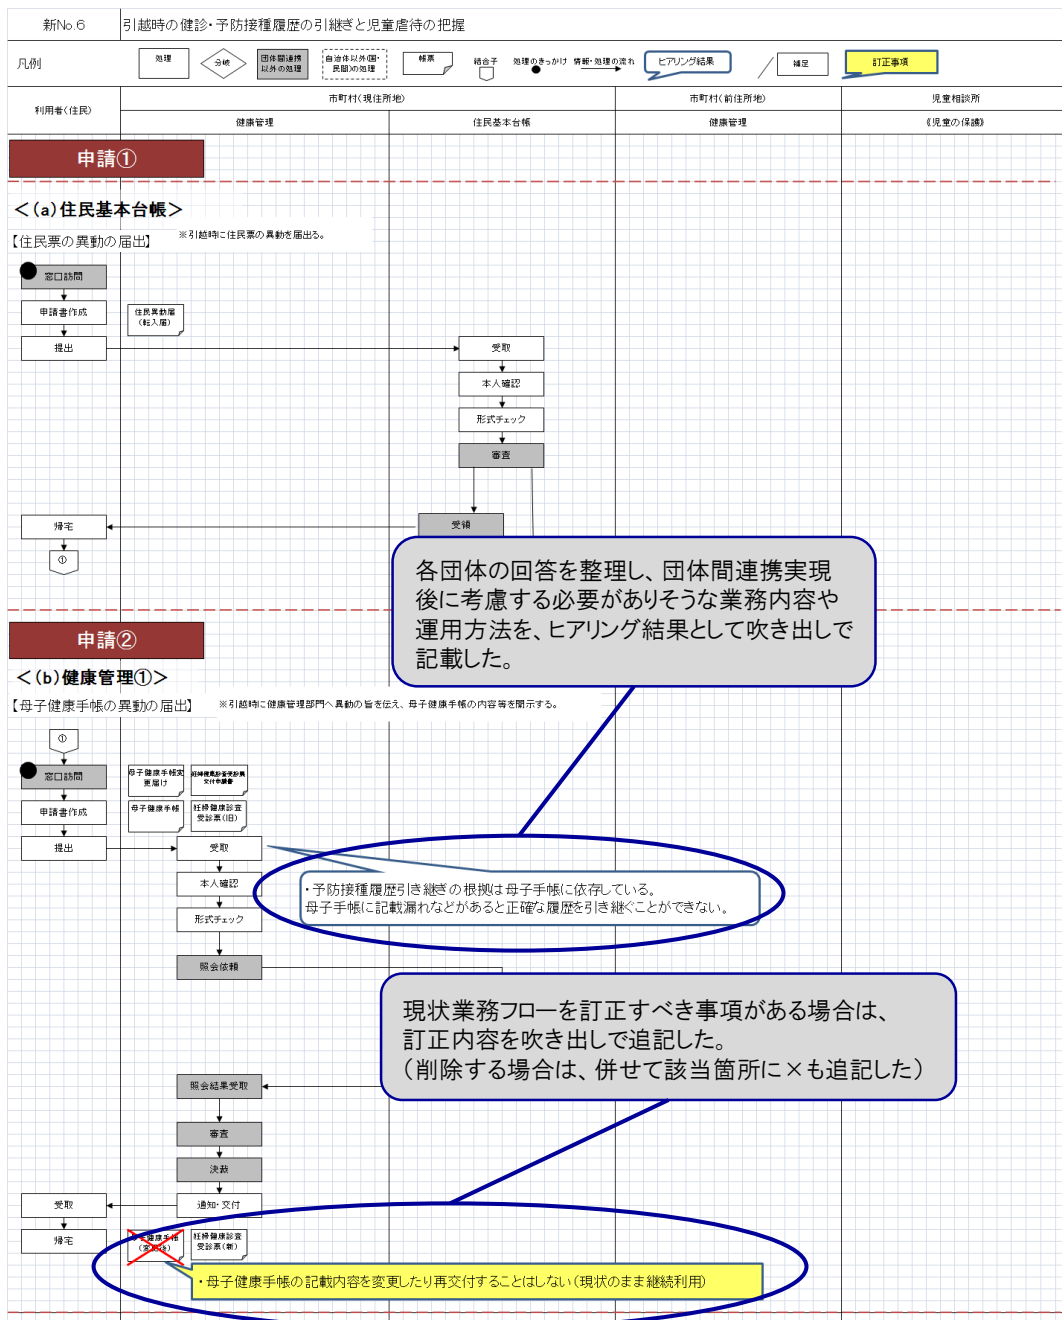 新No.6
引越時の健診・予防接種履歴の引継ぎと児童虐待の把握
凡例
処理
分岐
団体間連携
以外の処理
自治体以外(国・
民間)の処理
帳票
結合子
処理のきっかけ
情報・処理の流れ
ヒアリング結果
補足
訂正事項
利用者(住民)
市町村(現住所地)
市町村(前住所地)
児童相談所
健康管理
住民基本台帳
健康管理
《児童の保護》
申請①
＜(a)住民基本台帳＞
【住民票の異動の届出】
※引越時に住民票の異動を届出る。
窓口訪問
申請書作成
住民異動届
(転入届)
提出
受取
本人確認
形式チェック
審査
受領
帰宅
①
各団体の回答を整理し、団体間連携実現
後に考慮する必要がありそうな業務内容や
運用方法を、ヒアリング結果として吹き出しで
記載した。
申請②
＜(b)健康管理①＞
【母子健康手帳の異動の届出】
※引越時に健康管理部門へ異動の旨を伝え、母子健康手帳の内容等を開示する。
①
窓口訪問
母子健康手帳変
更届け
妊婦健康診査受診票
交付申請書
申請書作成
母子健康手帳
妊婦健康診査
受診票(旧)
提出
受取
本人確認
形式チェック
・予防接種履歴引き継ぎの根拠は母子手帳に依存している。
母子手帳に記載漏れなどがあると正確な履歴を引き継ぐことができない。
照会依頼
現状業務フローを訂正すべき事項がある場合は、
訂正内容を吹き出しで追記した。
（削除する場合は、併せて該当箇所に×も追記した）
照会結果受取
審査
決裁
通知・交付
受取
帰宅
母子健康手帳
(変更後)
妊婦健康診査
受診票(新)
・母子健康手帳の記載内容を変更したり再交付することはしない(現状のまま継続利用)